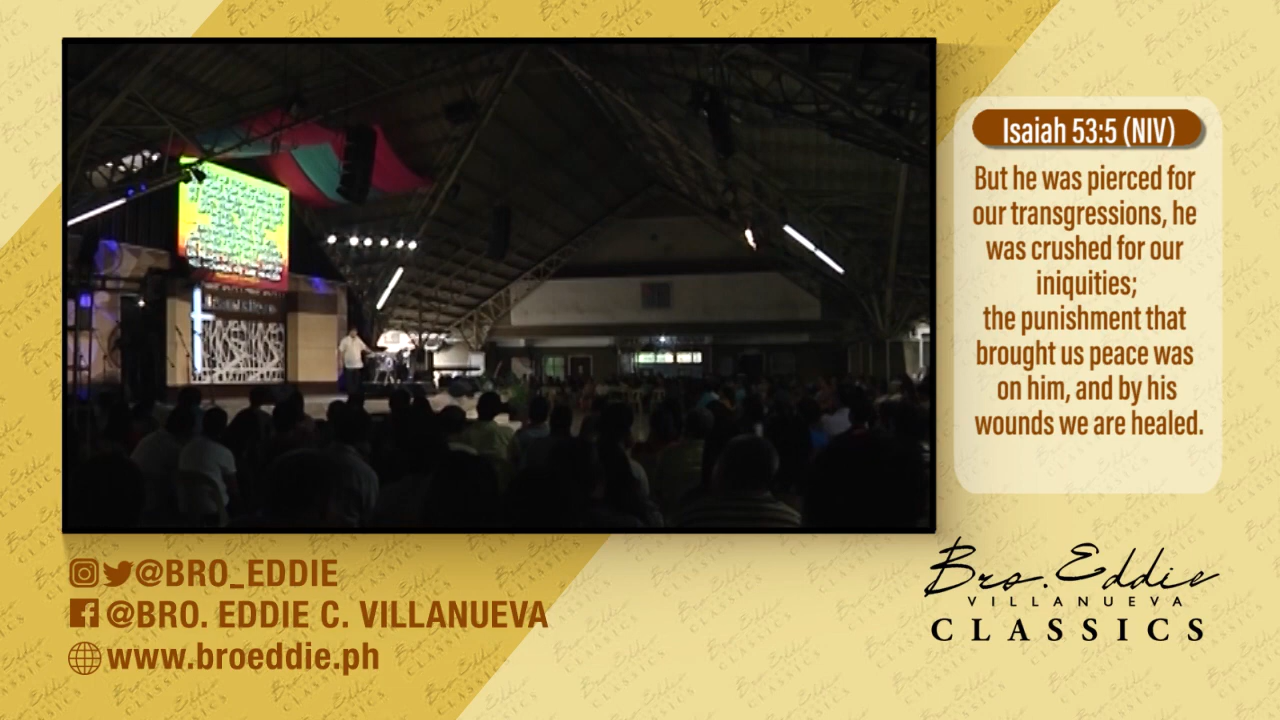 Isaiah 53:5 (NIV)
But he was pierced for
our transgressions, he
was crushed for our
iniquities;
the punishment that
brought us peace was
on him, and by his
wounds we are healed.
@BRO_EDDIE
@BRO. EDDIE C. VILLANUEVA
www.broeddie.ph
Bro. Eddie
VILLANUEVA
CLASSICS